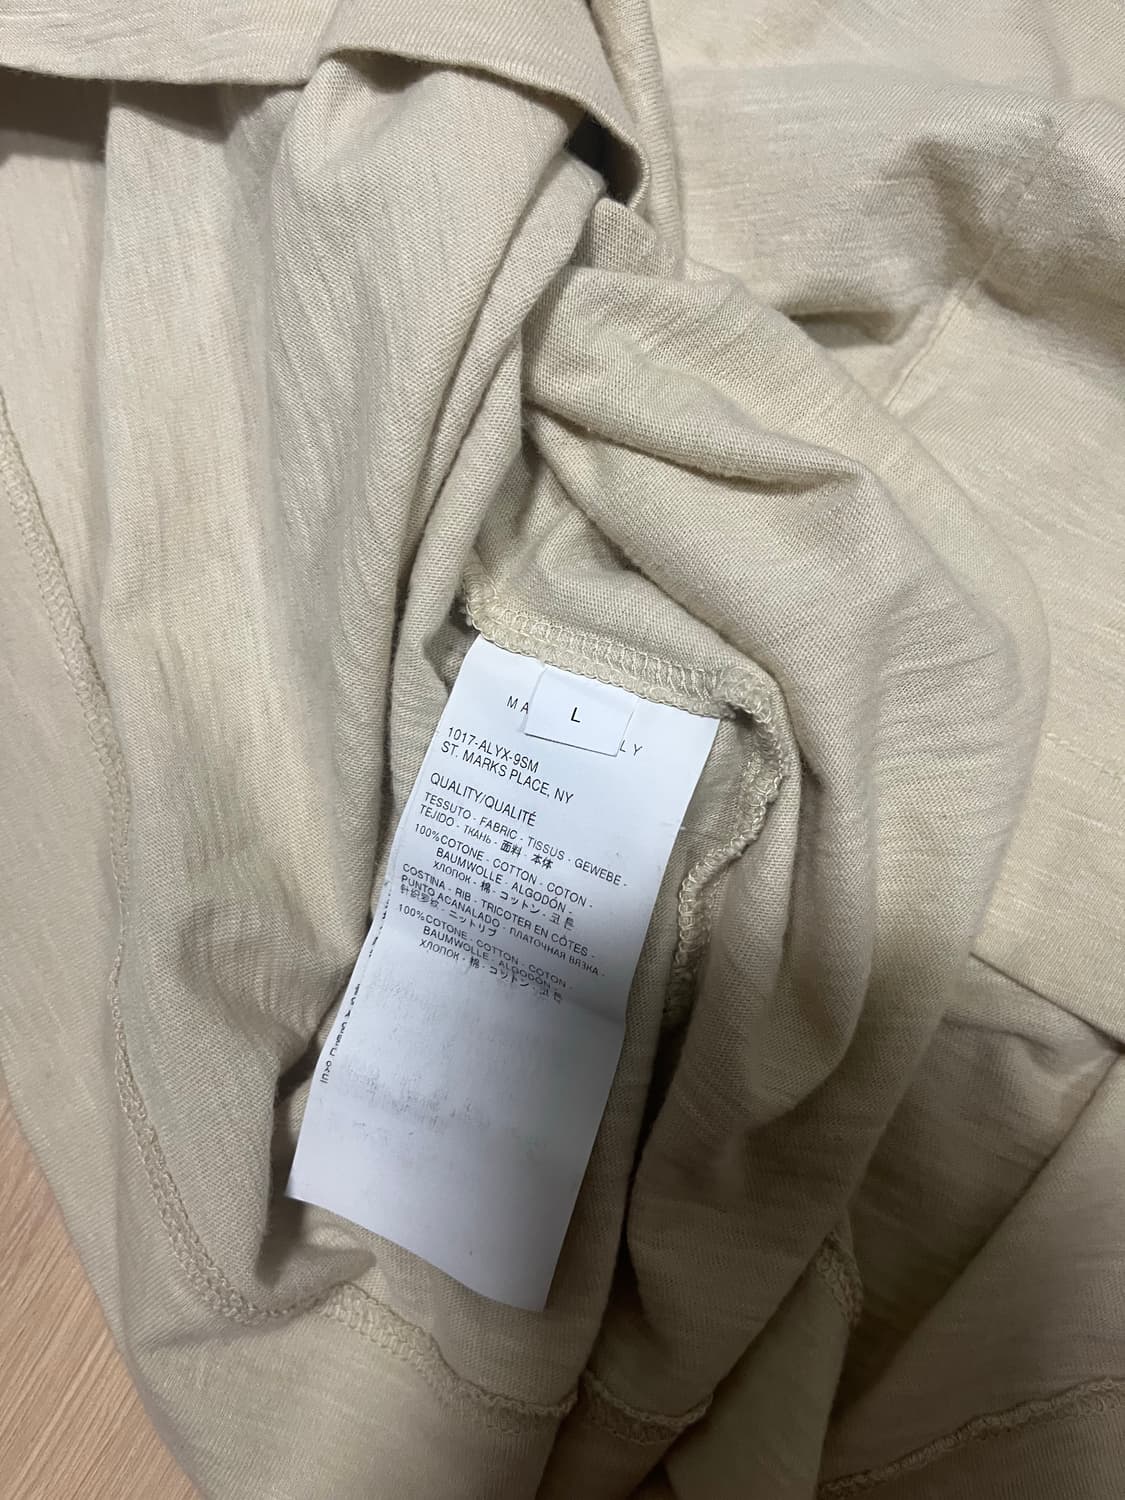 L
MA LY
1017-ALYX-9SM
ST. MARKS PLACE, NY
QUALITY/QUALITÉ
TESSUTO - FABRIC - TISSUS - GEWEBE -
TEJIDO - ТКАНЬ - 面料 - 本体
100%COTONE - COTTON - COTON -
BAUMWOLLE - ALGODÓN -
ХЛОПОК - 棉 - コットン - 코튼
COSTINA - RIB - TRICOTER EN CÔTES -
PUNTO ACANALADO - ПЛАТОЧНАЯ ВЯЗКА -
针织罗纹 - ニットリブ
100%COTONE - COTTON - COTON -
BAUMWOLLE - ALGODÓN -
ХЛОПОК - 棉 - コットン - 코튼